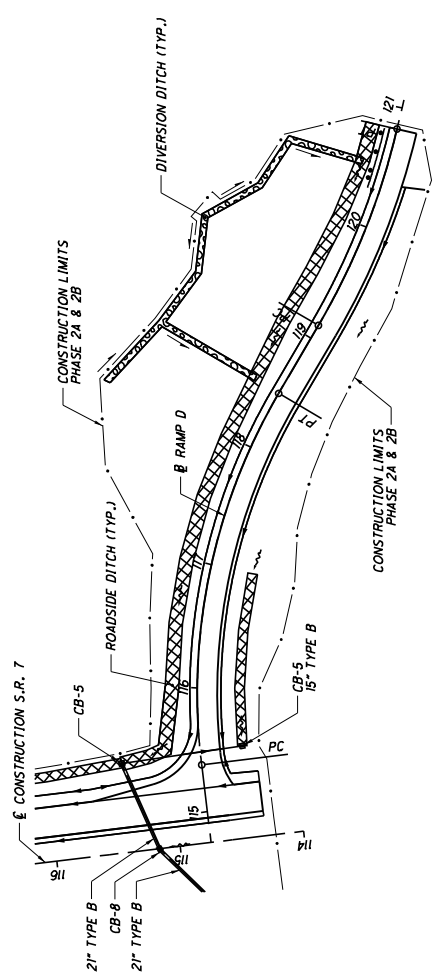 DIVERSION DITCH (TYP.)
CONSTRUCTION LIMITS
PHASE 2A & 2B
℄ RAMP D
ROADSIDE DITCH (TYP.)
CB-5
℄ CONSTRUCTION S.R. 7
21" TYPE B
CB-8
21" TYPE B
116
115
114
115
116
117
118
119
120
121
PC
PT
CB-5
15" TYPE B
CONSTRUCTION LIMITS
PHASE 2A & 2B